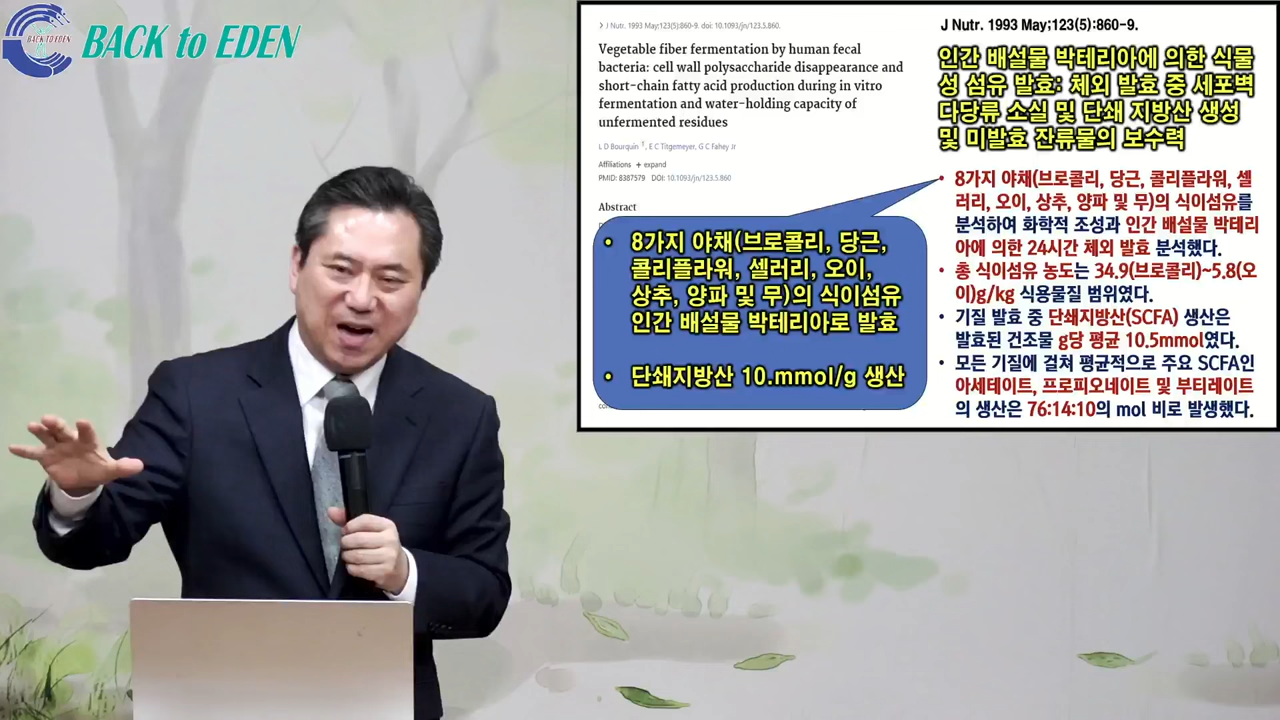 BACK TO EDEN
BACK to EDEN
J Nutr. 1993 May;123(5):860-9. doi: 10.1093/jn/123.5.860.
Vegetable fiber fermentation by human fecal
bacteria: cell wall polysaccharide disappearance and
short-chain fatty acid production during in vitro
fermentation and water-holding capacity of
unfermented residues
L D Bourquin, E C Titgemeyer, G C Fahey Jr
Affiliations + expand
PMID: 8387579 DOI: 10.1093/jn/123.5.860
Abstract
• 8가지 야채(브로콜리, 당근,
콜리플라워, 셀러리, 오이,
상추, 양파 및 무)의 식이섬유
인간 배설물 박테리아로 발효
• 단쇄지방산 10.mmol/g 생산
J Nutr. 1993 May;123(5):860-9.
인간 배설물 박테리아에 의한 식물
성 섬유 발효: 체외 발효 중 세포벽
다당류 소실 및 단쇄 지방산 생성
및 미발효 잔류물의 보수력
• 8가지 야채(브로콜리, 당근, 콜리플라워, 셀
러리, 오이, 상추, 양파 및 무)의 식이섬유를
분석하여 화학적 조성과 인간 배설물 박테리
아에 의한 24시간 체외 발효 분석했다.
• 총 식이섬유 농도는 34.9(브로콜리)~5.8(오
이)g/kg 식용물질 범위였다.
• 기질 발효 중 단쇄지방산(SCFA) 생산은
발효된 건조물 g당 평균 10.5mmol였다.
• 모든 기질에 걸쳐 평균적으로 주요 SCFA인
아세테이트, 프로피오네이트 및 부티레이트
의 생산은 76:14:10의 mol 비로 발생했다.